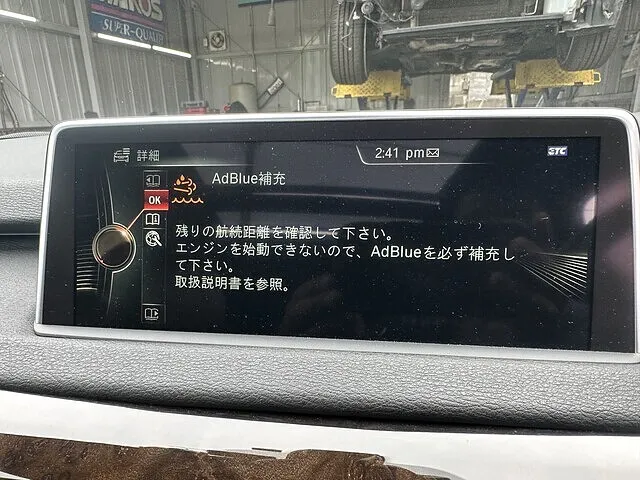 SUPER-QUALI
詳細
2:41 pm
GTC
AdBlue補充
OK
残りの航続距離を確認して下さい。
エンジンを始動できないので、AdBlueを必ず補充し
て下さい。
取扱説明書を参照。